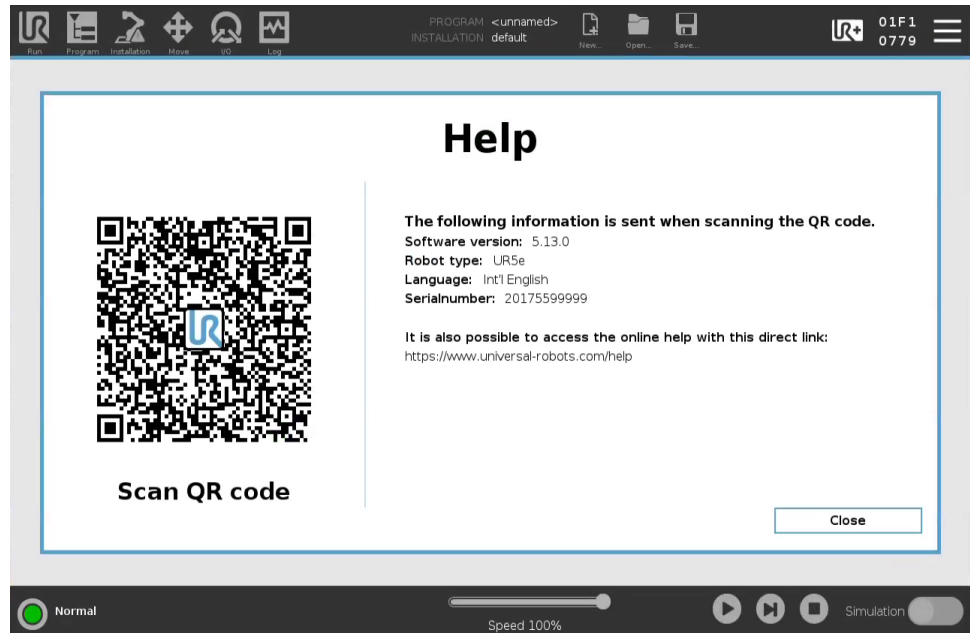 PROGRAM <unnamed>
INSTALLATION default
Run Program Installation Move I/O Log
New... Open... Save...
UR+
01F1
0779
Help
The following information is sent when scanning the QR code.
Software version: 5.13.0
Robot type: UR5e
Language: Int'l English
Serialnumber: 20175599999
It is also possible to access the online help with this direct link:
https://www.universal-robots.com/help
UR
Scan QR code
Close
Normal
Speed 100%
Simulation